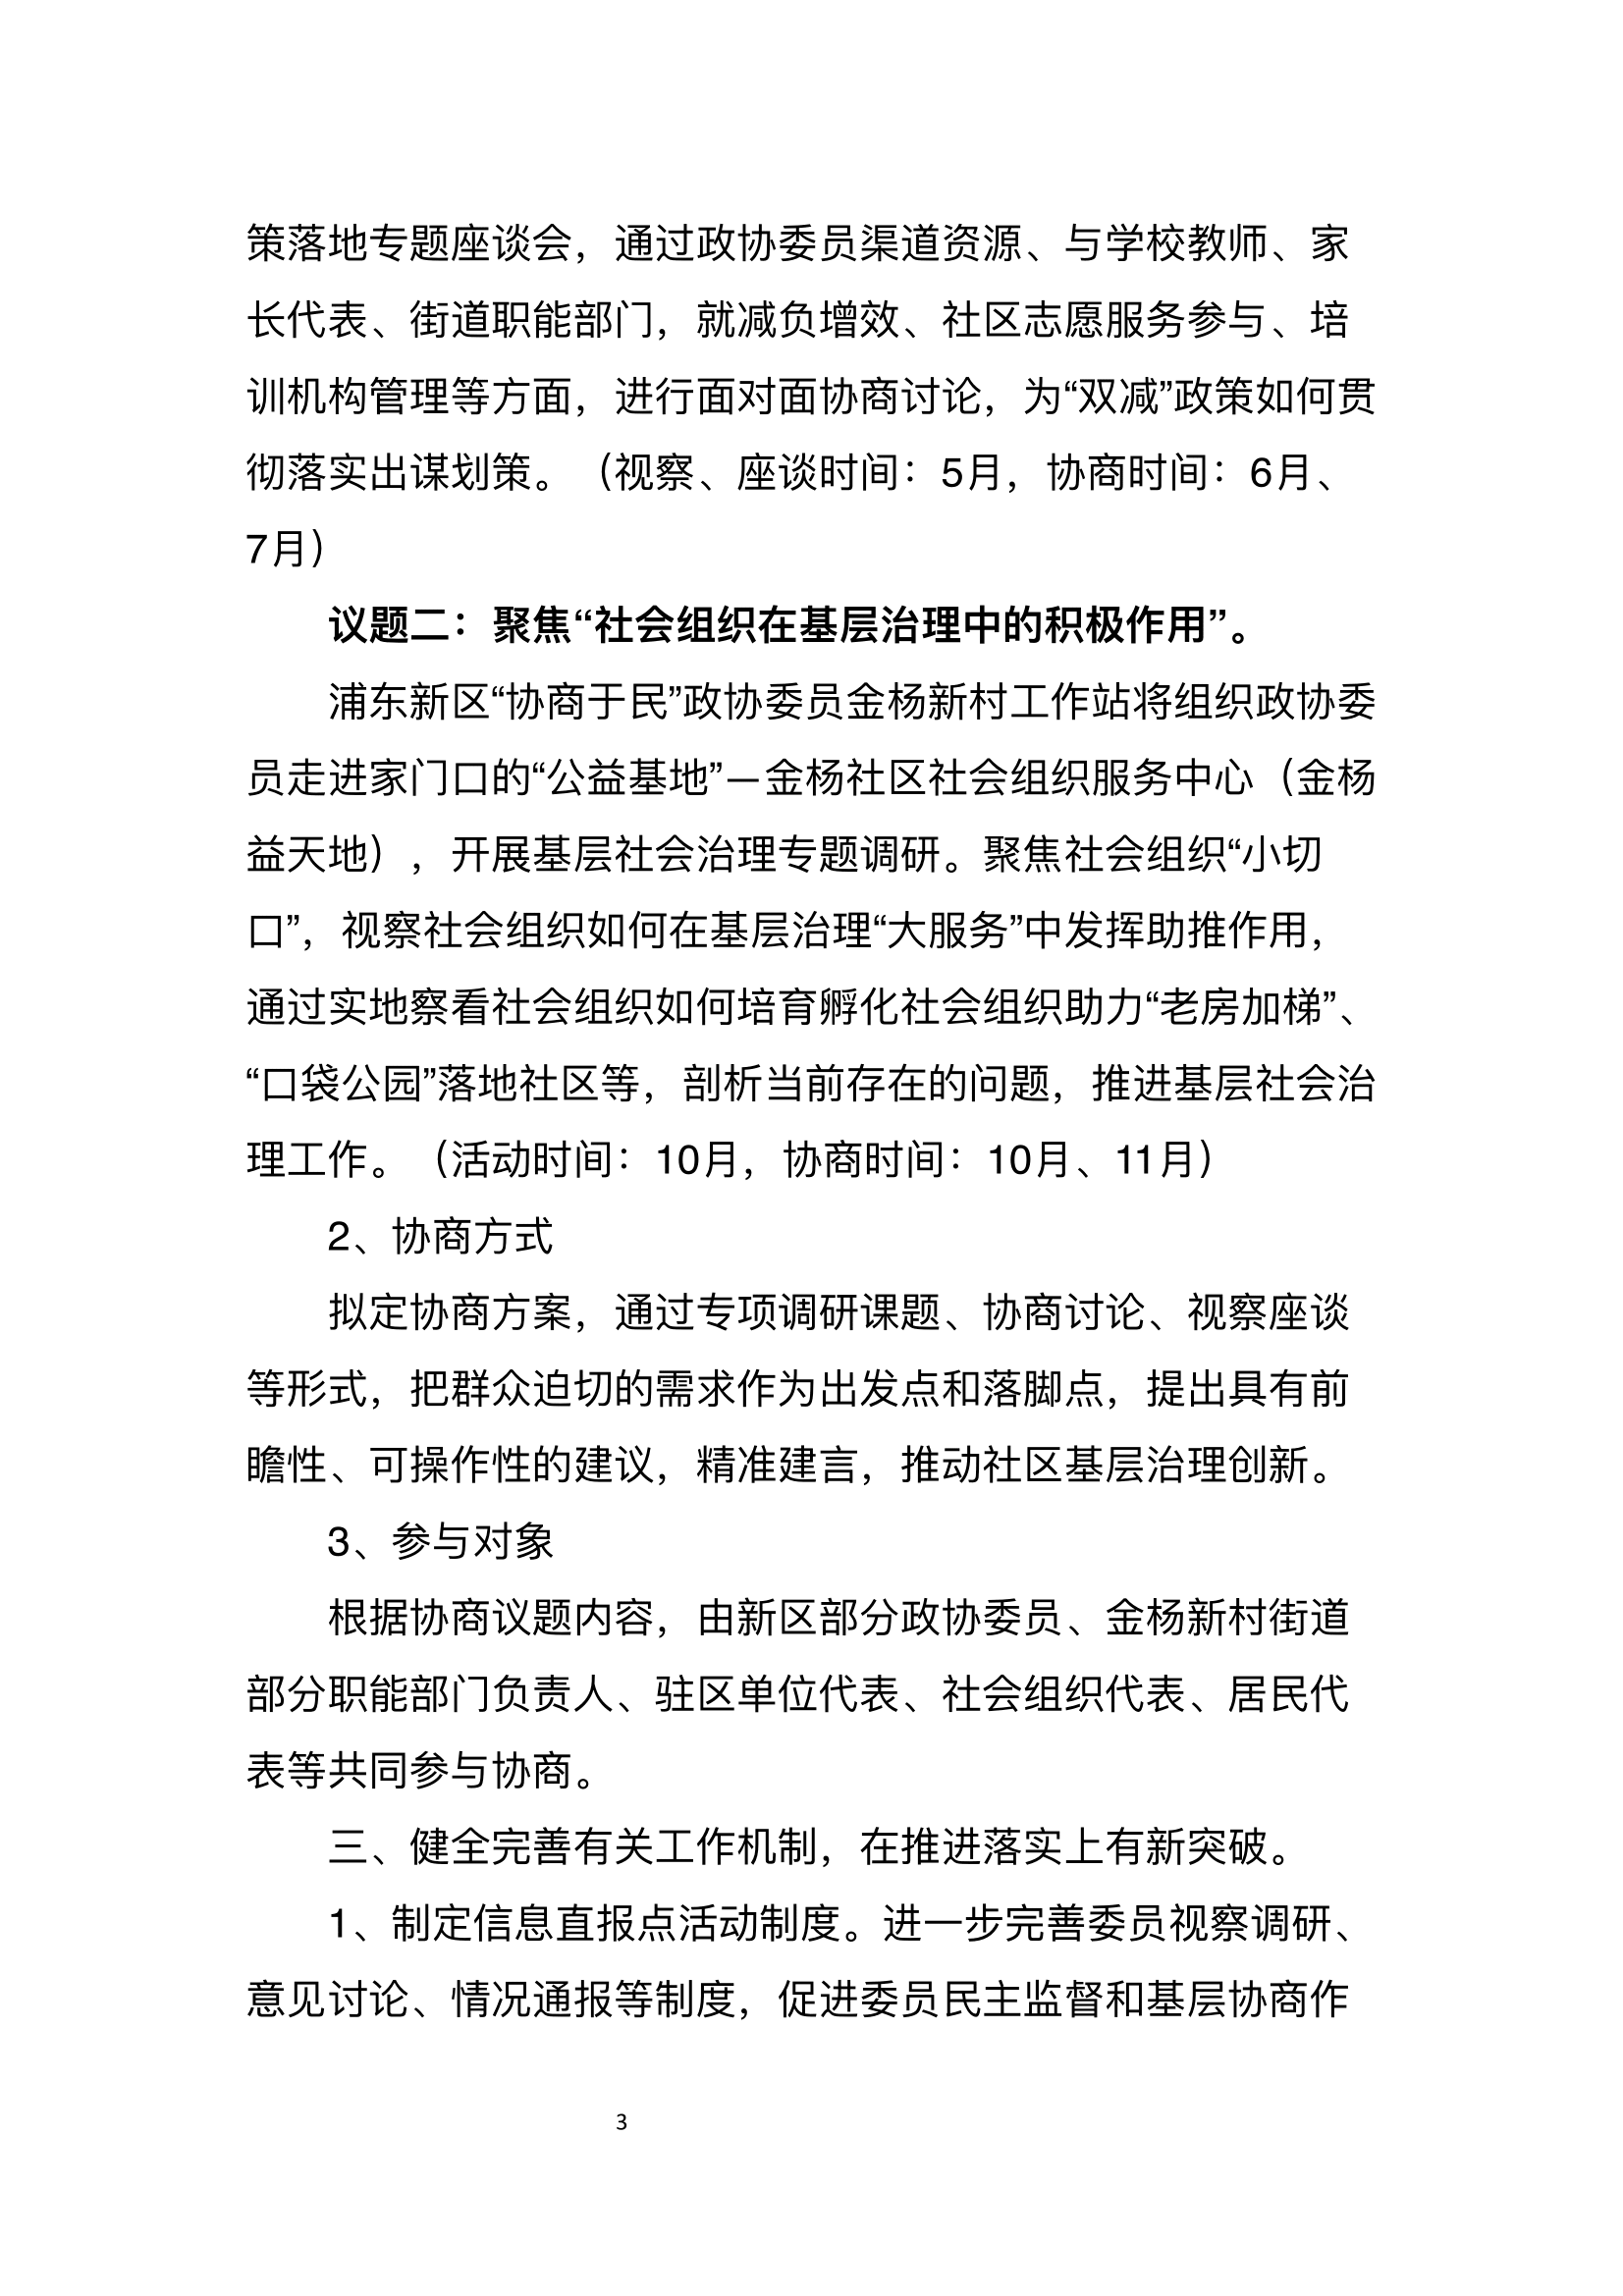 策落地专题座谈会，通过政协委员渠道资源、与学校教师、家
长代表、街道职能部门，就减负增效、社区志愿服务参与、培
训机构管理等方面，进行面对面协商讨论，为“双减”政策如何贯
彻落实出谋划策。（视察、座谈时间：5月，协商时间：6月、
7月）
议题二：聚焦“社会组织在基层治理中的积极作用”。
浦东新区“协商于民”政协委员金杨新村工作站将组织政协委
员走进家门口的“公益基地”—金杨社区社会组织服务中心（金杨
益天地），开展基层社会治理专题调研。聚焦社会组织“小切
口”，视察社会组织如何在基层治理“大服务”中发挥助推作用，
通过实地察看社会组织如何培育孵化社会组织助力“老房加梯”、
“口袋公园”落地社区等，剖析当前存在的问题，推进基层社会治
理工作。（活动时间：10月，协商时间：10月、11月）
2、协商方式
拟定协商方案，通过专项调研课题、协商讨论、视察座谈
等形式，把群众迫切的需求作为出发点和落脚点，提出具有前
瞻性、可操作性的建议，精准建言，推动社区基层治理创新。
3、参与对象
根据协商议题内容，由新区部分政协委员、金杨新村街道
部分职能部门负责人、驻区单位代表、社会组织代表、居民代
表等共同参与协商。
三、健全完善有关工作机制，在推进落实上有新突破。
1、制定信息直报点活动制度。进一步完善委员视察调研、
意见讨论、情况通报等制度，促进委员民主监督和基层协商作
3